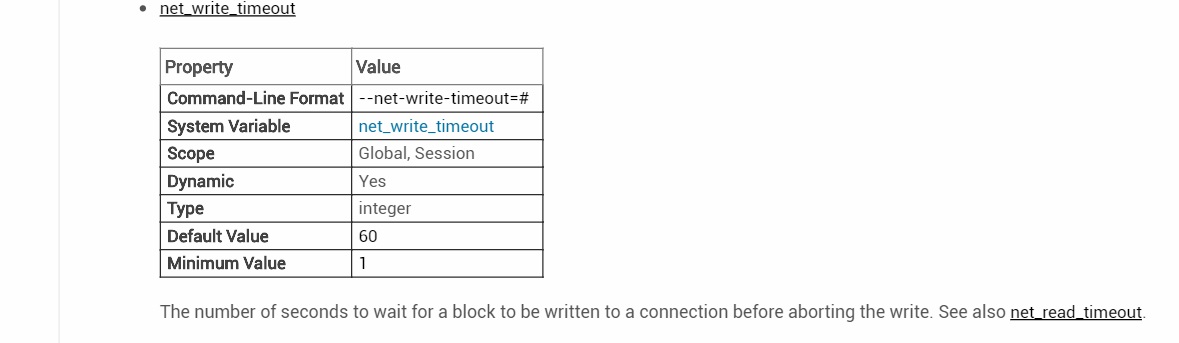 net_write_timeout
Property Value
Command-Line Format --net-write-timeout=#
System Variable net_write_timeout
Scope Global, Session
Dynamic Yes
Type integer
Default Value 60
Minimum Value 1
The number of seconds to wait for a block to be written to a connection before aborting the write. See also net_read_timeout.